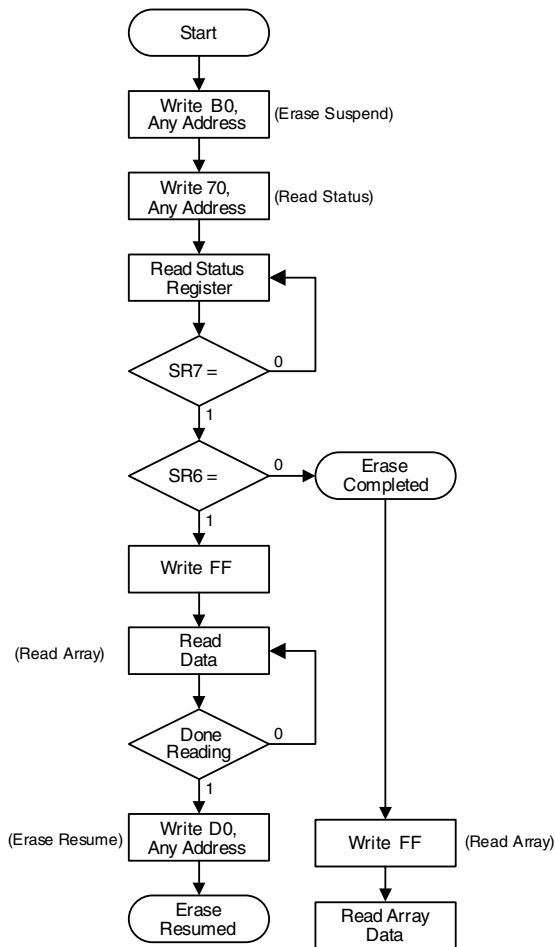 Start
Write B0,
Any Address
(Erase Suspend)
Write 70,
Any Address
(Read Status)
Read Status
Register
SR7 =
0
1
SR6 =
0
1
Erase
Completed
Write FF
(Read Array)
Read
Data
Done
Reading
0
1
(Erase Resume)
Write D0,
Any Address
Write FF
(Read Array)
Erase
Resumed
Read Array
Data